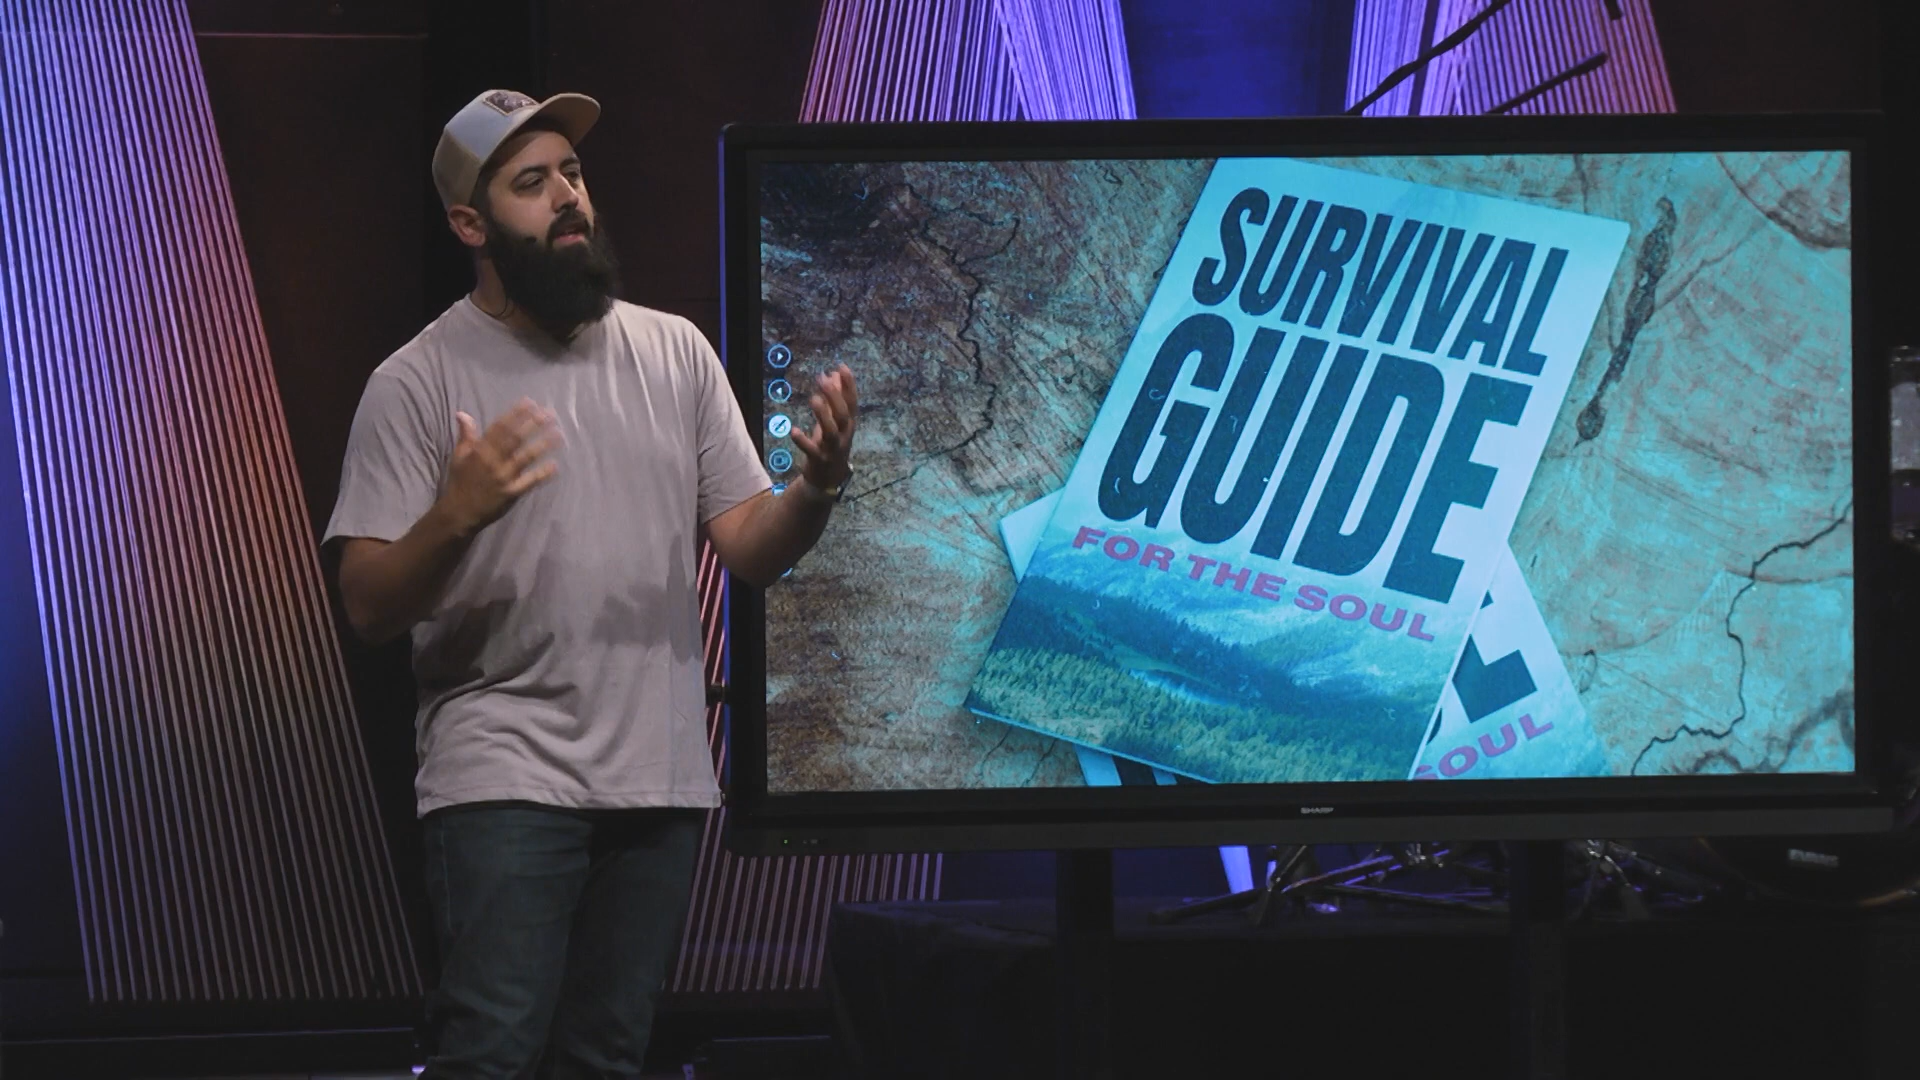 SURVIVAL
GUIDE
FOR THE SOUL
SOUL
SHARP